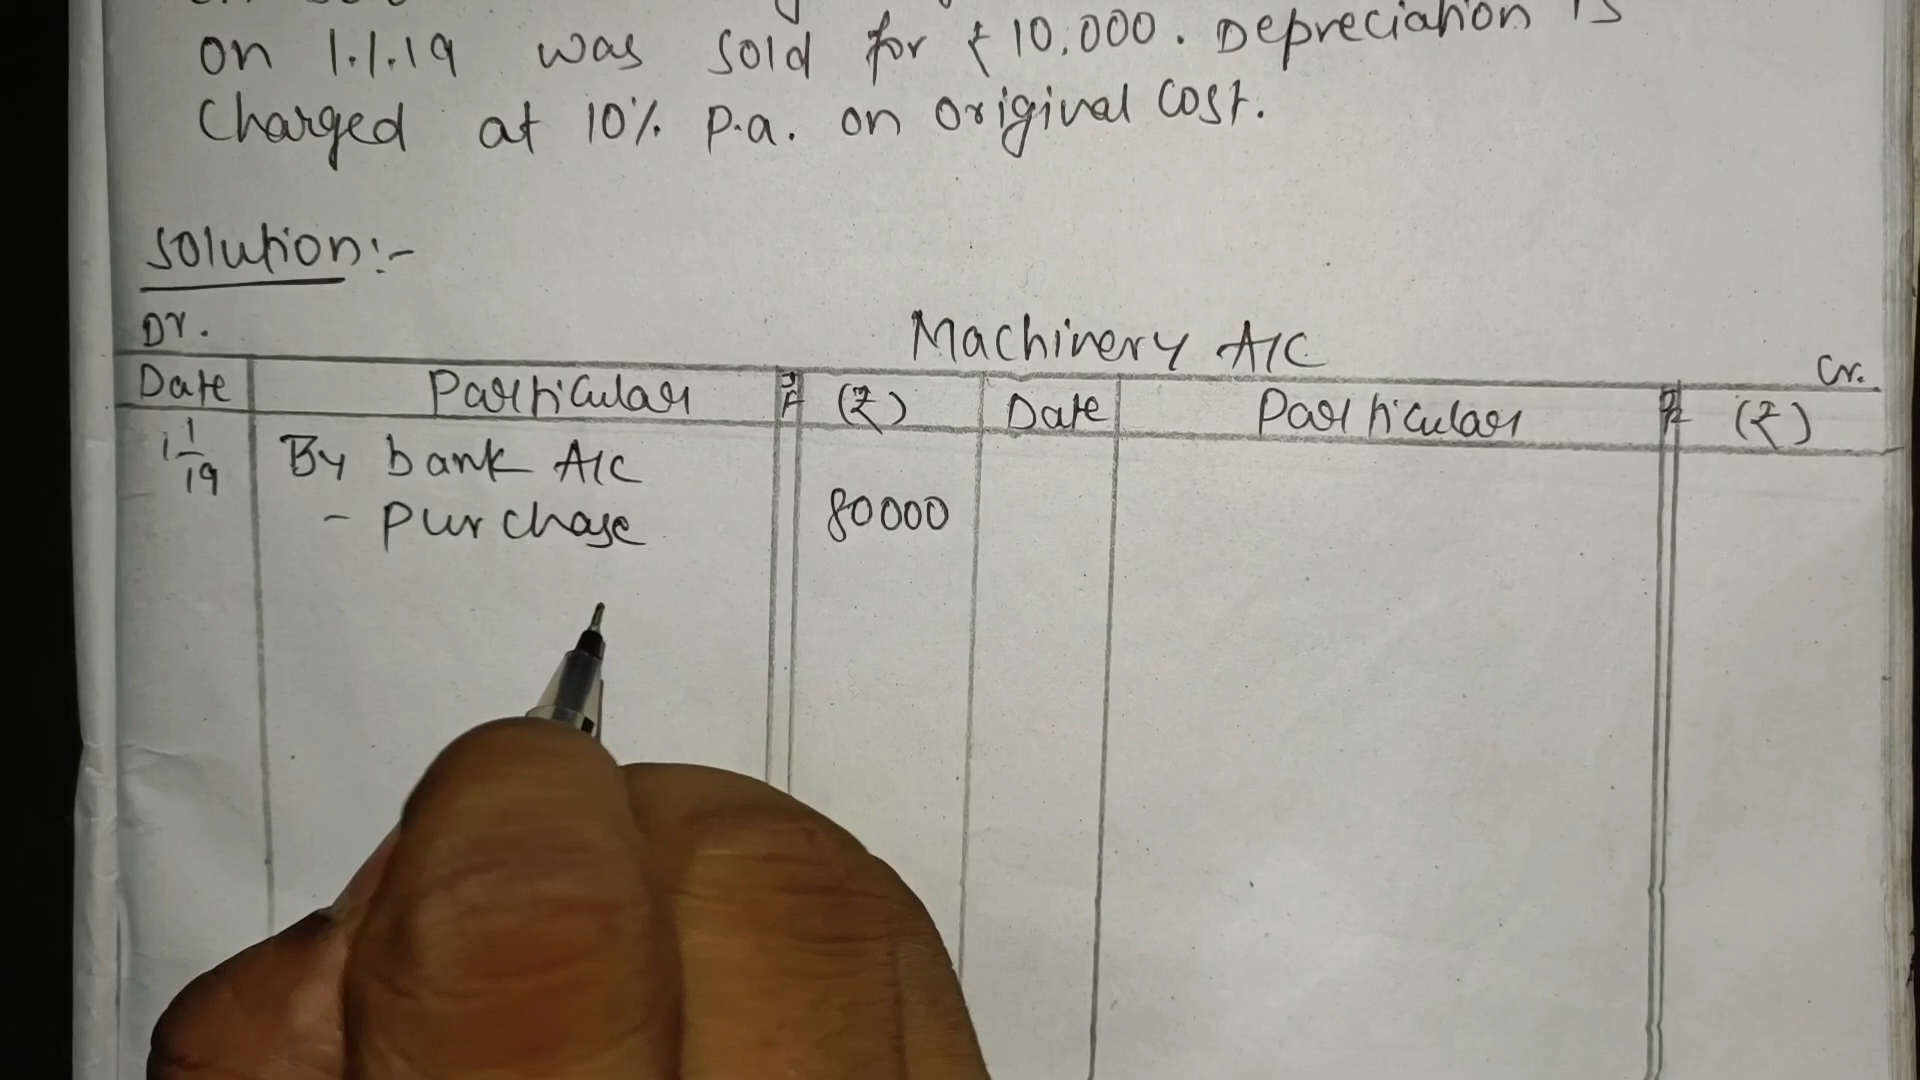 on 1.1.19 was sold for ₹10,000. Depreciation is
Charged at 10% p.a. on original cost.
Solution:-
Dr. Machinery A/C Cr.
Date Particular (₹) Date Particular (₹)
1/1/19 By bank A/C
- purchase 80000